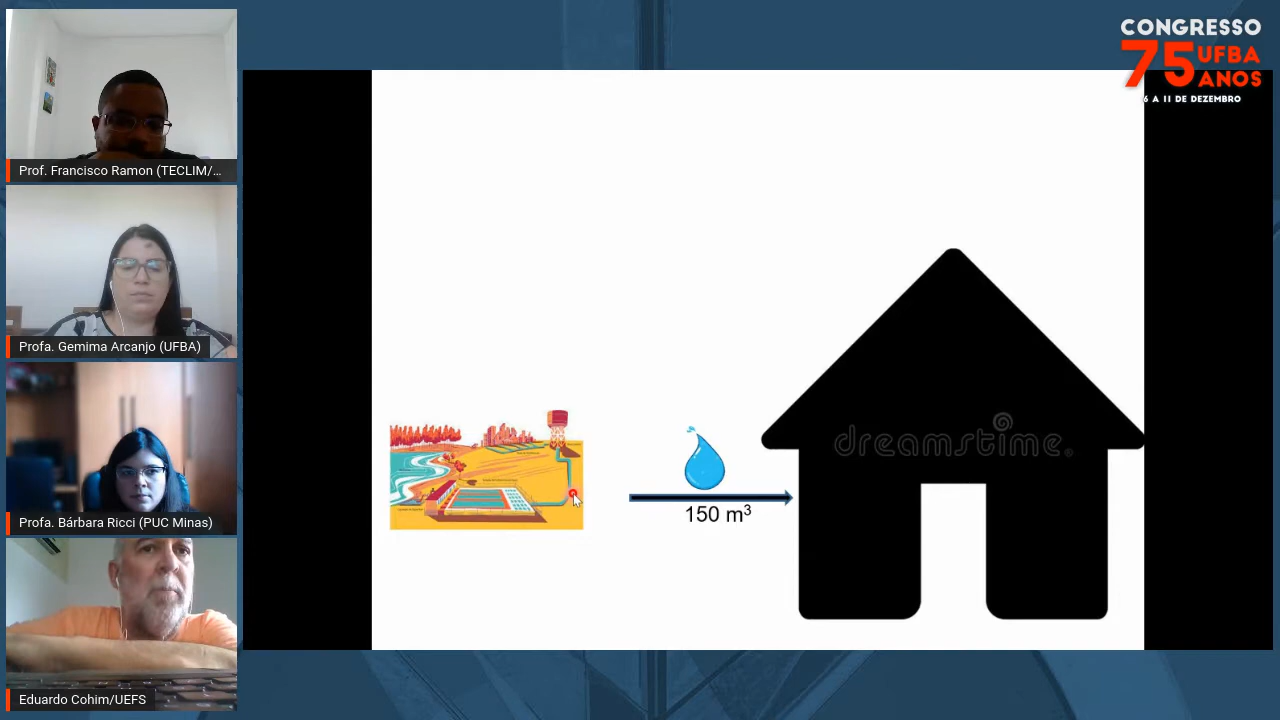 CONGRESSO
75 UFBA
ANOS
6 A 11 DE DEZEMBRO
Prof. Francisco Ramon (TECLIM/...
Profa. Gemima Arcanjo (UFBA)
dreamstime
150 m³
Profa. Bárbara Ricci (PUC Minas)
Eduardo Cohim/UEFS